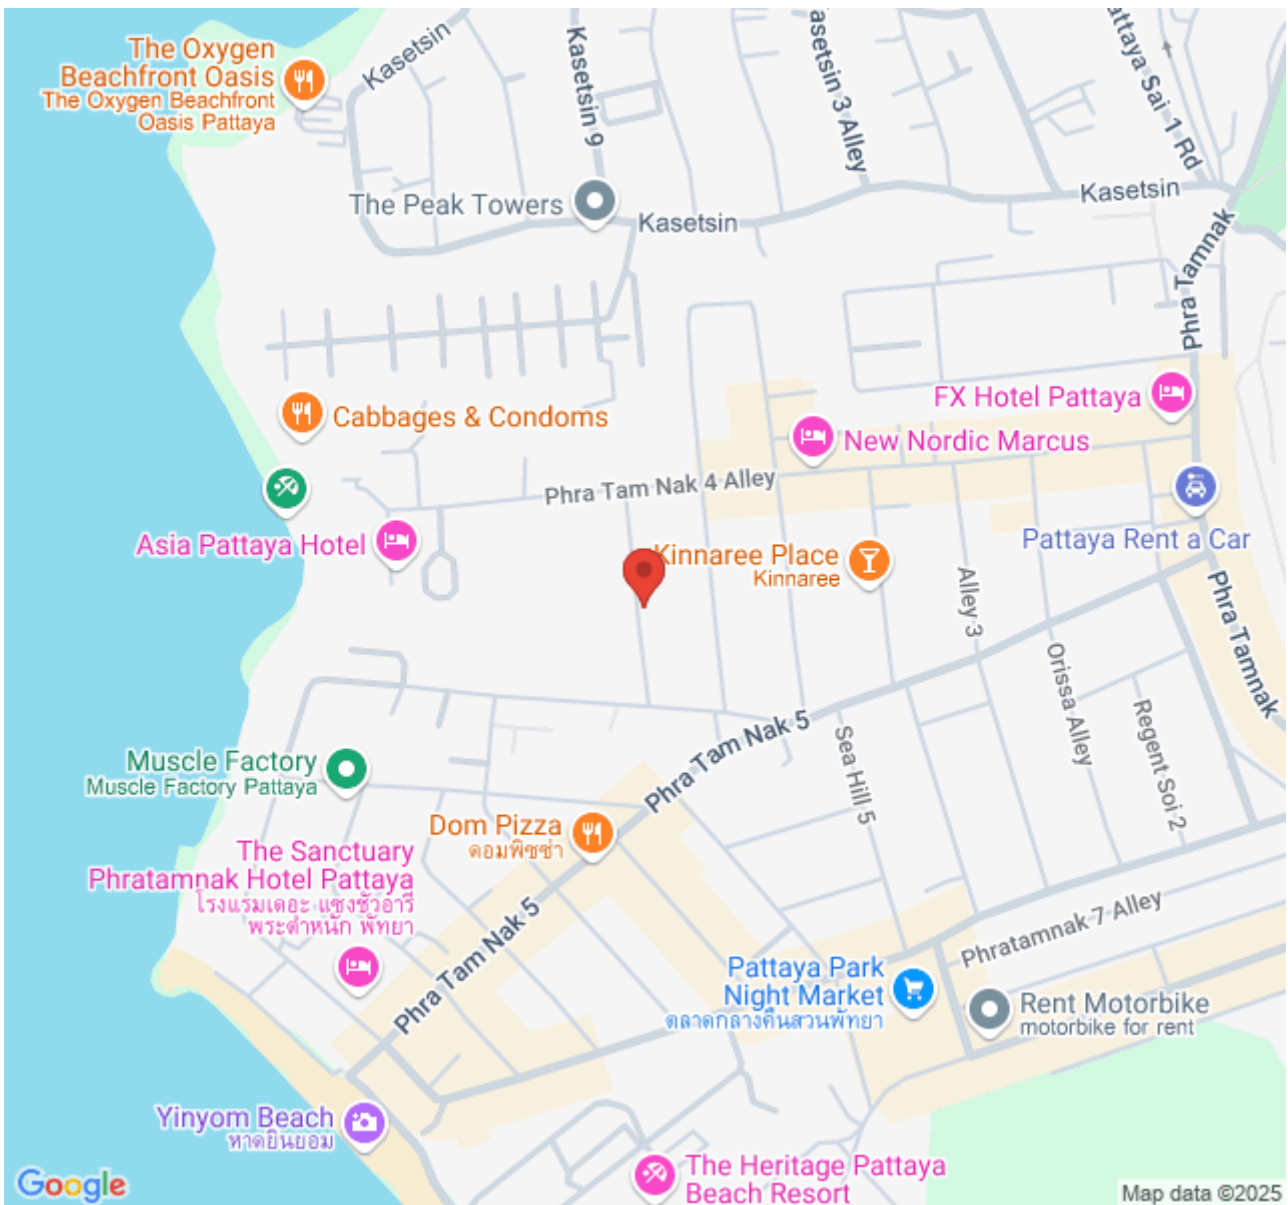 The Oxygen
Beachfront Oasis
The Oxygen Beachfront
Oasis Pattaya
Kasetsin
Kasetsin 9
Kasetsin 3 Alley
Pattaya Sai 1 Rd
Kasetsin
The Peak Towers
Kasetsin
Phra Tamnak
FX Hotel Pattaya
Cabbages & Condoms
New Nordic Marcus
Phra Tam Nak 4 Alley
Asia Pattaya Hotel
Pattaya Rent a Car
Kinnaree Place
Kinnaree
Alley 3
Phra Tamnak
Orissa Alley
Regent Soi 2
Phra Tam Nak 5
Sea Hill 5
Muscle Factory
Muscle Factory Pattaya
Dom Pizza
ดอมพิซซ่า
The Sanctuary
Phratamnak Hotel Pattaya
โรงแรมเดอะ แซงชัวอารี
พระตำหนัก พัทยา
Phra Tam Nak 5
Phratamnak 7 Alley
Pattaya Park
Night Market
ตลาดกลางคืนสวนพัทยา
Rent Motorbike
motorbike for rent
Yinyom Beach
หาดยินยอม
The Heritage Pattaya
Beach Resort
Google
Map data ©2025